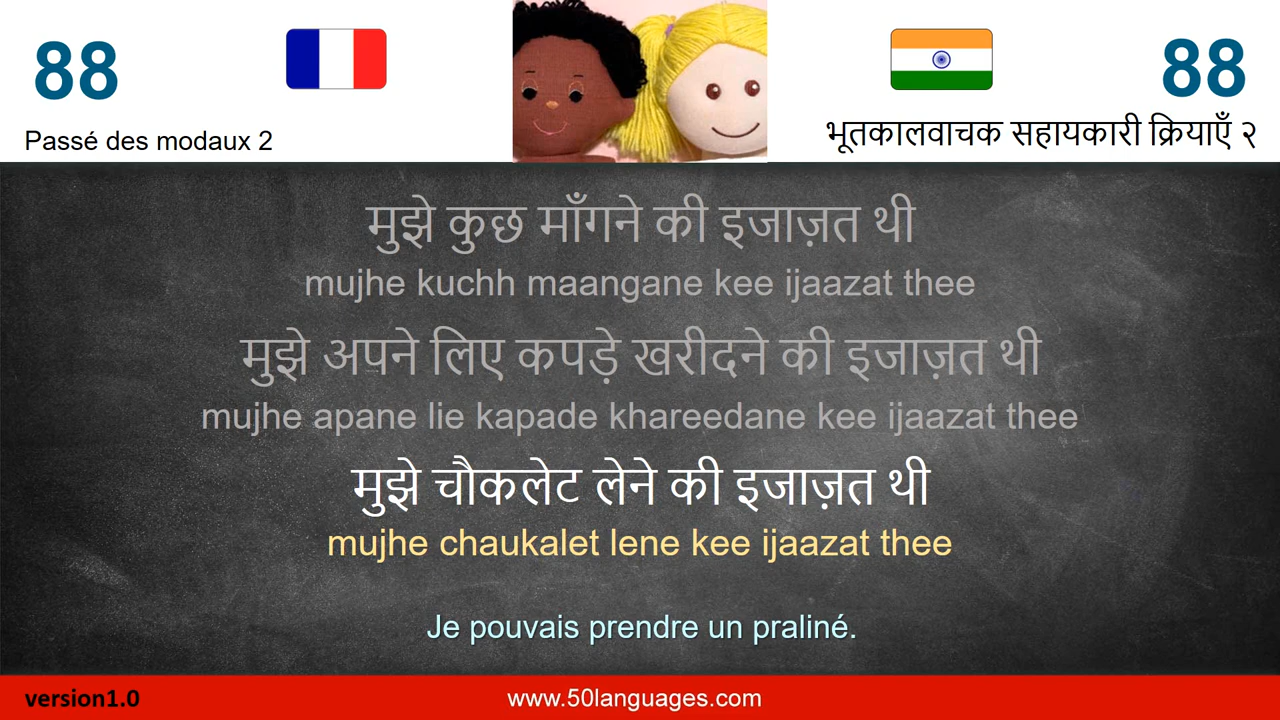 88
88
Passé des modaux 2
भूतकालवाचक सहायकारी क्रियाएँ २
मुझे कुछ माँगने की इजाज़त थी
mujhe kuchh maangane kee ijaazat thee
मुझे अपने लिए कपड़े खरीदने की इजाज़त थी
mujhe apane lie kapade khareedane kee ijaazat thee
मुझे चौकलेट लेने की इजाज़त थी
mujhe chaukalet lene kee ijaazat thee
Je pouvais prendre un praliné.
version1.0
www.50languages.com